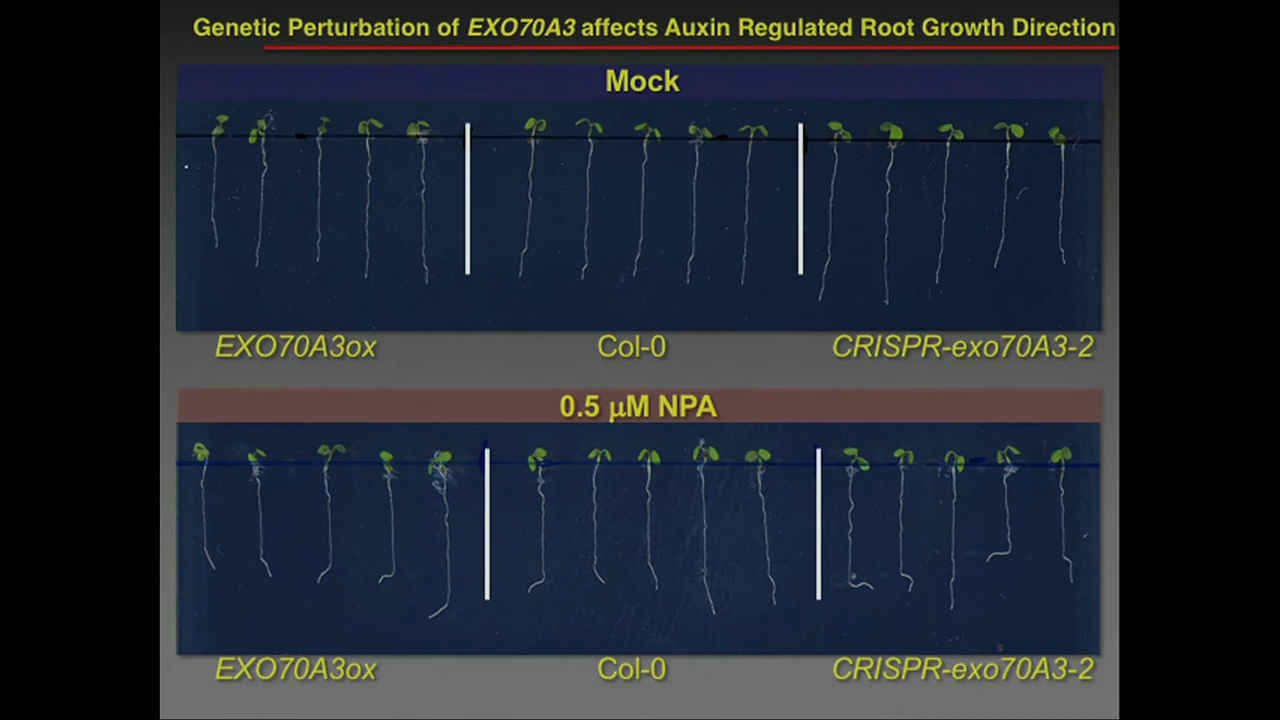 Genetic Perturbation of EXO70A3 affects Auxin Regulated Root Growth Direction
Mock
EXO70A3ox
Col-0
CRISPR-exo70A3-2
0.5 µM NPA
EXO70A3ox
Col-0
CRISPR-exo70A3-2